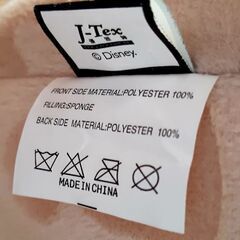 J-Tex
© Disney.
FRONT SIDE MATERIAL:POLYESTER 100%
FILLING:SPONGE
BACK SIDE MATERIAL:POLYESTER 100%
MADE IN CHINA